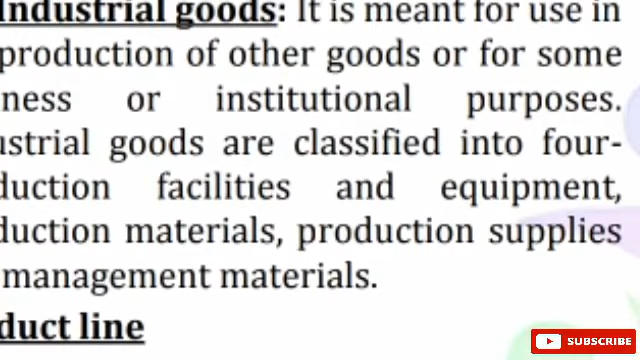 Industrial goods: It is meant for use in
production of other goods or for some
ness or institutional purposes.
ustrial goods are classified into four-
duction facilities and equipment,
duction materials, production supplies
management materials.
duct line
SUBSCRIBE